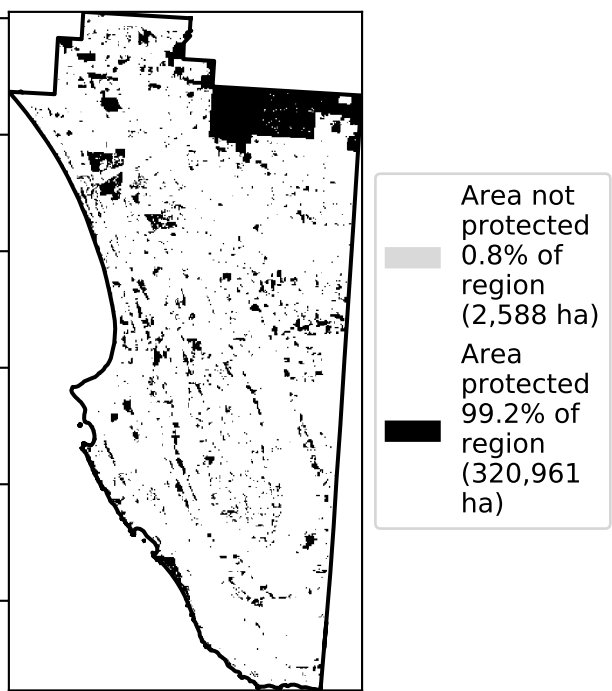 Area not
protected
0.8% of
region
(2,588 ha)
Area
protected
99.2% of
region
(320,961
ha)